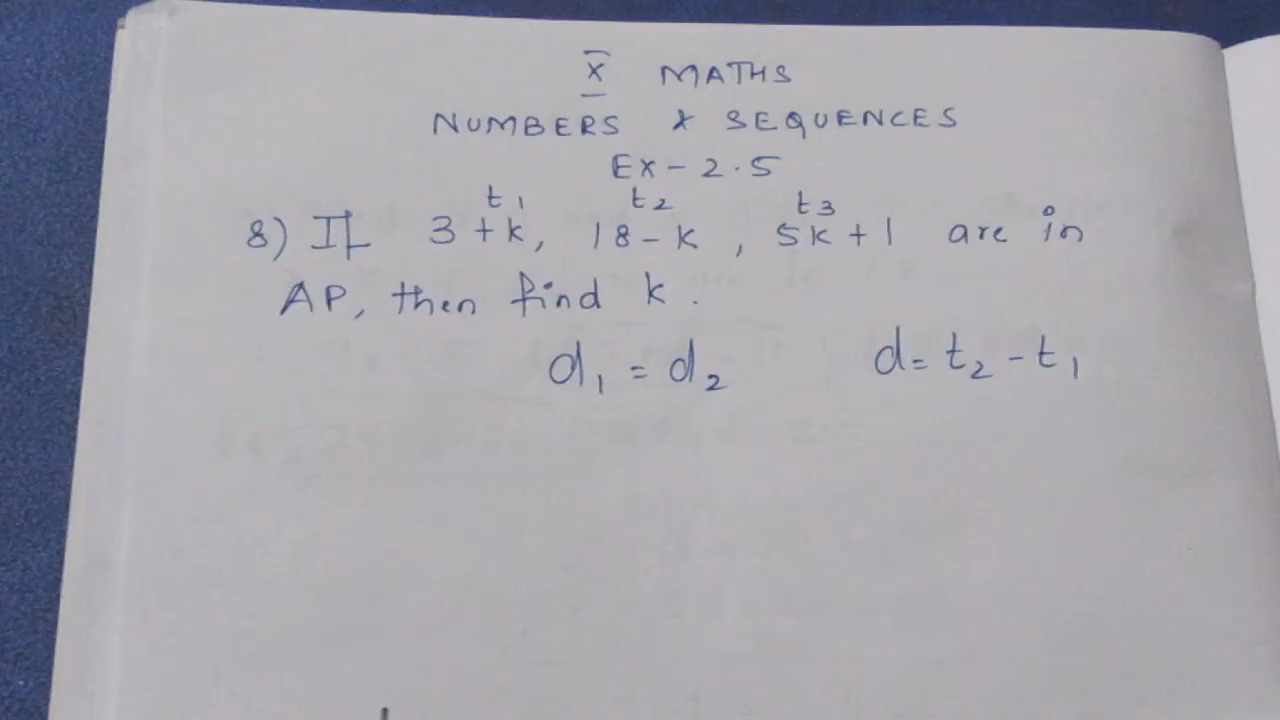 X MATHS
NUMBERS & SEQUENCES
Ex - 2.5
t1 t2 t3
8) If 3 + k, 18 - k, 5k + 1 are in
AP, then find k.
d1 = d2 d = t2 - t1